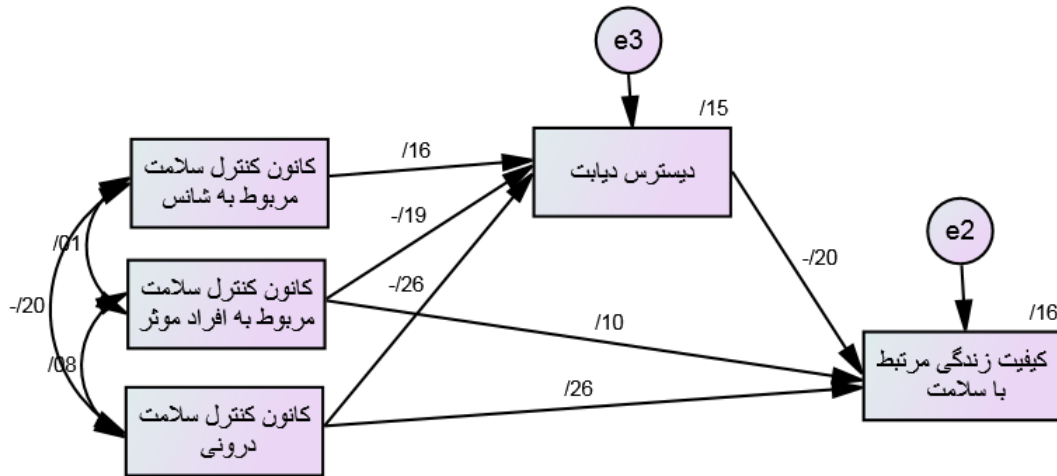 e3
/15
دیسترس دیابت
/16
کانون کنترل سلامت
مربوط به شانس
-/19
-/20
e2
/01
-/26
-/20
کانون کنترل سلامت
مربوط به افراد موثر
/10
/16
کیفیت زندگی مرتبط
با سلامت
/08
/26
کانون کنترل سلامت
درونی